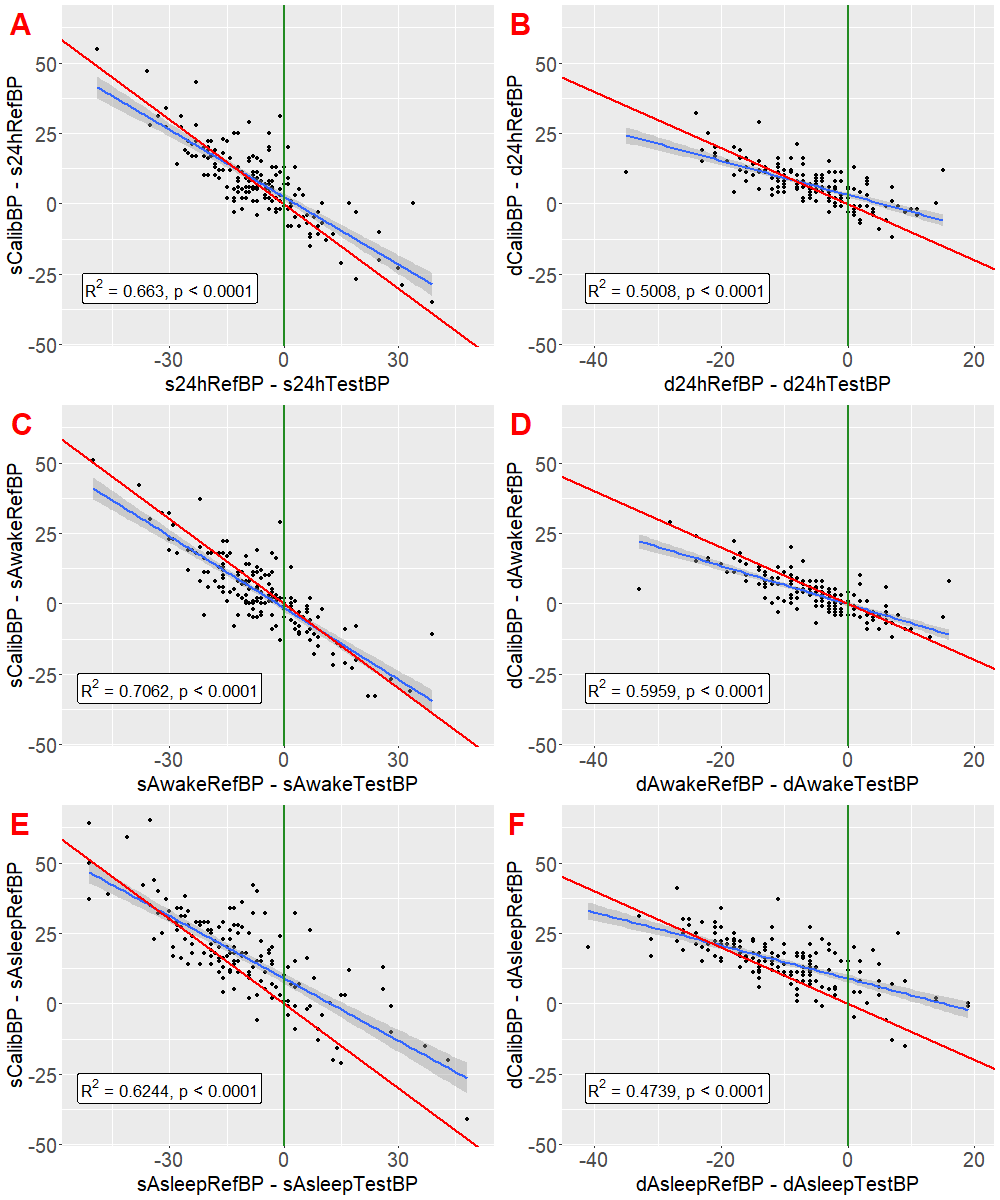 A
50
25
0
-25
-50
sCalibBP - s24hRefBP
R² = 0.663, p < 0.0001
-30
0
30
s24hRefBP - s24hTestBP
B
50
25
0
-25
-50
dCalibBP - d24hRefBP
R² = 0.5008, p < 0.0001
-40
-20
0
20
d24hRefBP - d24hTestBP
C
50
25
0
-25
-50
sCalibBP - sAwakeRefBP
R² = 0.7062, p < 0.0001
-30
0
30
sAwakeRefBP - sAwakeTestBP
D
50
25
0
-25
-50
dCalibBP - dAwakeRefBP
R² = 0.5959, p < 0.0001
-40
-20
0
20
dAwakeRefBP - dAwakeTestBP
E
50
25
0
-25
-50
sCalibBP - sAsleepRefBP
R² = 0.6244, p < 0.0001
-30
0
30
sAsleepRefBP - sAsleepTestBP
F
50
25
0
-25
-50
dCalibBP - dAsleepRefBP
R² = 0.4739, p < 0.0001
-40
-20
0
20
dAsleepRefBP - dAsleepTestBP